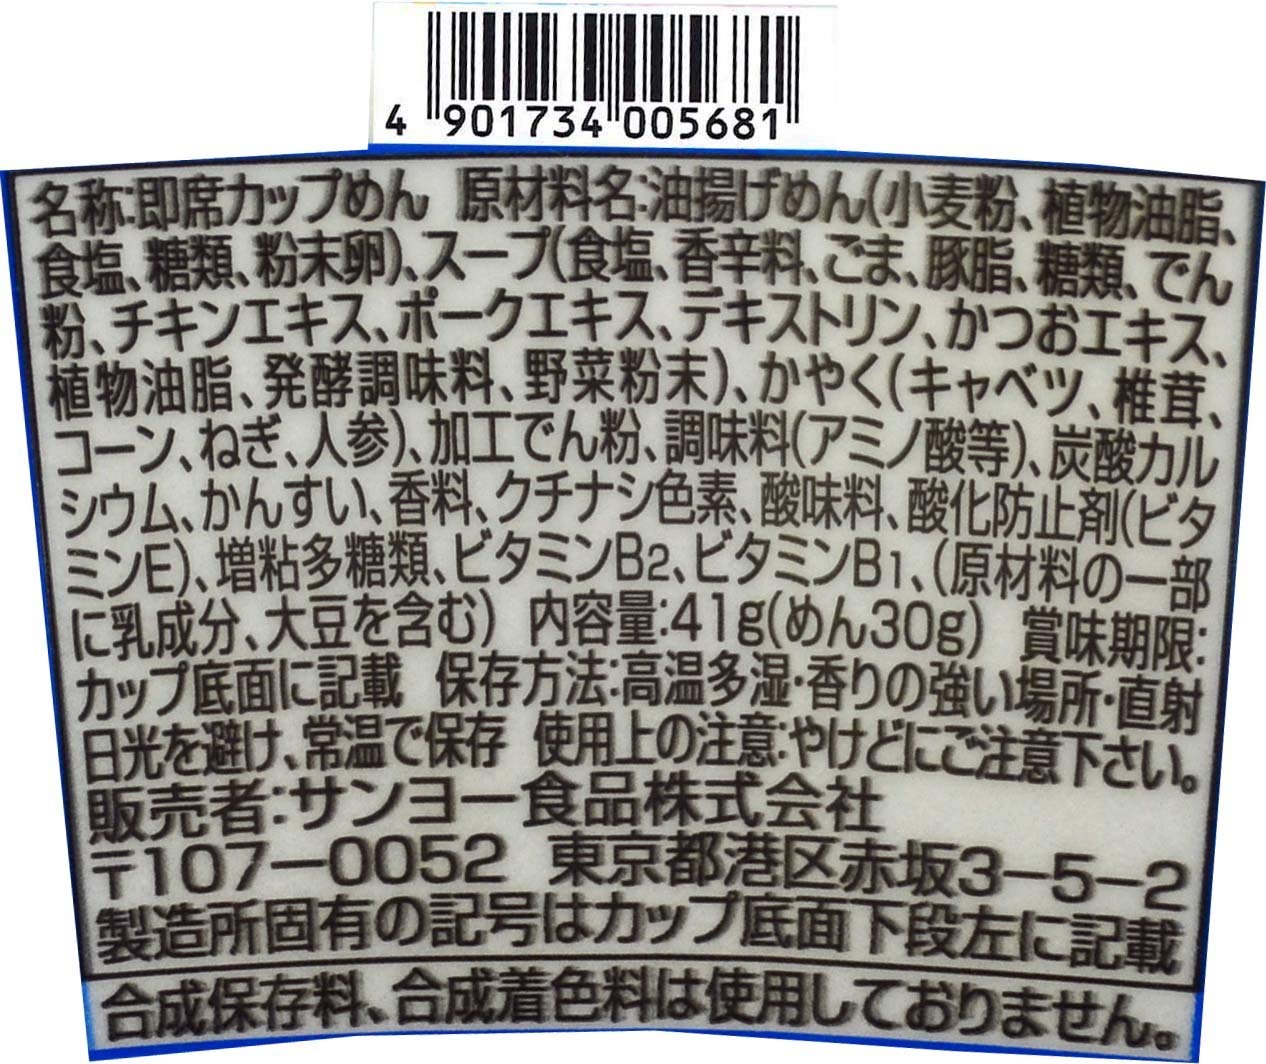 4 901734 005681
名称:即席カップめん 原材料名:油揚げめん(小麦粉、植物油脂、
食塩、糖類、粉末卵)、スープ(食塩、香辛料、ごま、豚脂、糖類、でん
粉、チキンエキス、ポークエキス、デキストリン、かつおエキス、
植物油脂、発酵調味料、野菜粉末)、かやく(キャベツ、椎茸、
コーン、ねぎ、人参)、加工でん粉、調味料(アミノ酸等)、炭酸カル
シウム、かんすい、香料、クチナシ色素、酸味料、酸化防止剤(ビタ
ミンE)、増粘多糖類、ビタミンB2、ビタミンB1、(原材料の一部
に乳成分、大豆を含む) 内容量:41g(めん30g) 賞味期限:
カップ底面に記載 保存方法:高温多湿・香りの強い場所・直射
日光を避け、常温で保存 使用上の注意:やけどにご注意下さい。
販売者:サンヨー食品株式会社
〒107-0052 東京都港区赤坂3-5-2
製造所固有の記号はカップ底面下段左に記載
合成保存料、合成着色料は使用しておりません。